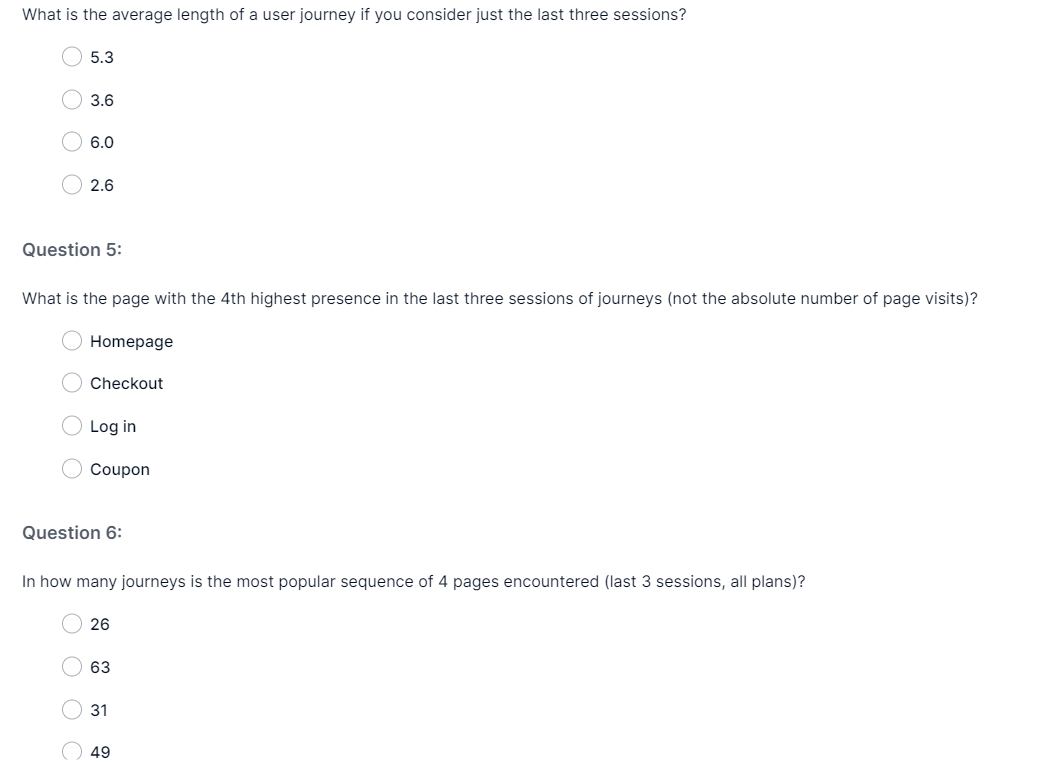 What is the average length of a user journey if you consider just the last three sessions?
5.3
3.6
6.0
2.6
Question 5:
What is the page with the 4th highest presence in the last three sessions of journeys (not the absolute number of page visits)?
Homepage
Checkout
Log in
Coupon
Question 6:
In how many journeys is the most popular sequence of 4 pages encountered (last 3 sessions, all plans)?
26
63
31
49